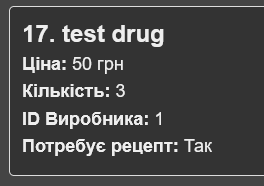 17. test drug
Ціна: 50 грн
Кількість: 3
ID Виробника: 1
Потребує рецепт: Так